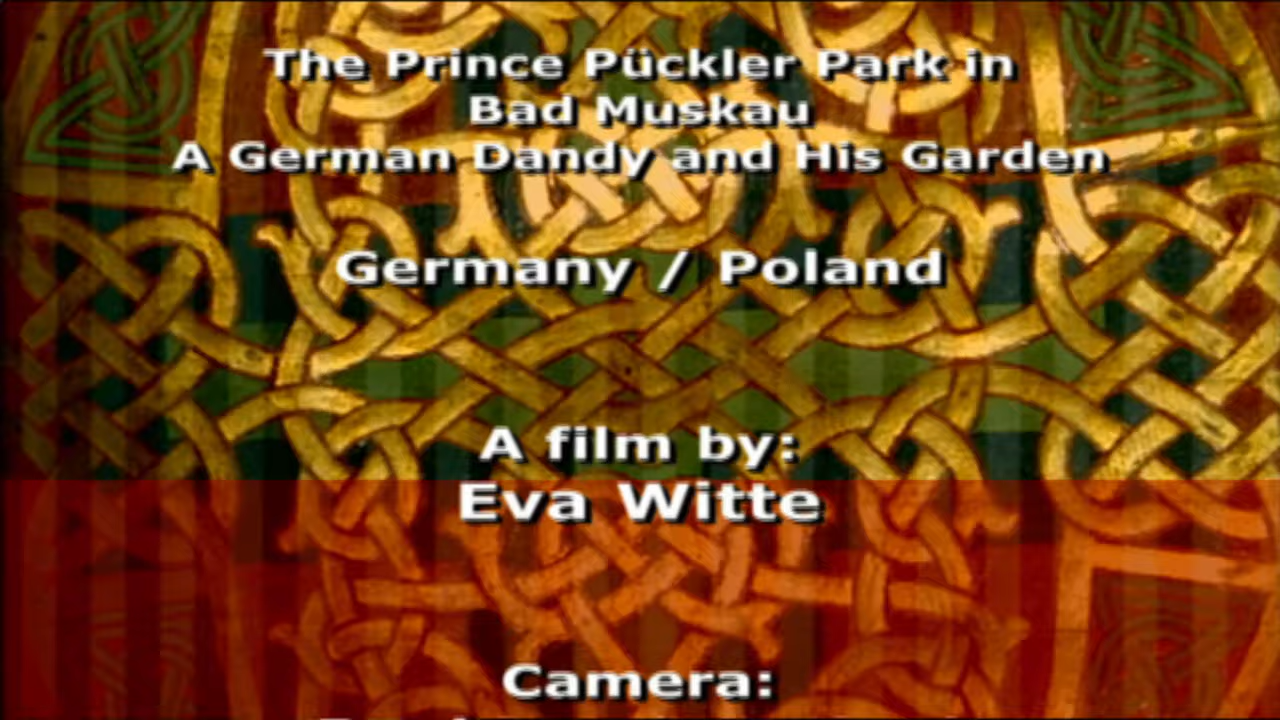 The Prince Pückler Park in
Bad Muskau
A German Dandy and His Garden
Germany / Poland
A film by:
Eva Witte
Camera: